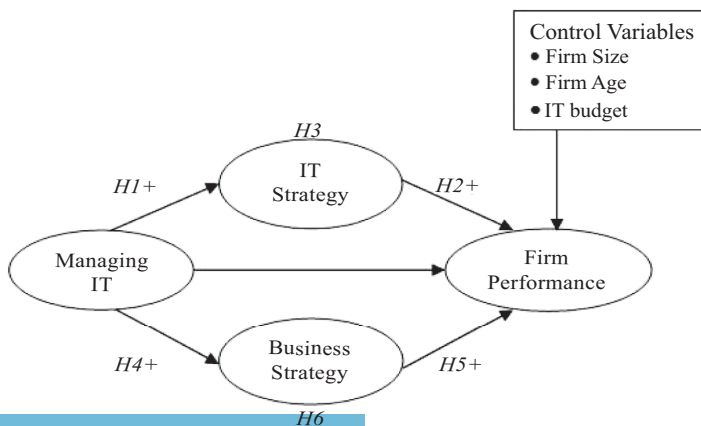 Control Variables
• Firm Size
• Firm Age
• IT budget
H3
H1+
IT
Strategy
H2+
Managing
IT
Firm
Performance
H4+
Business
Strategy
H5+
H6